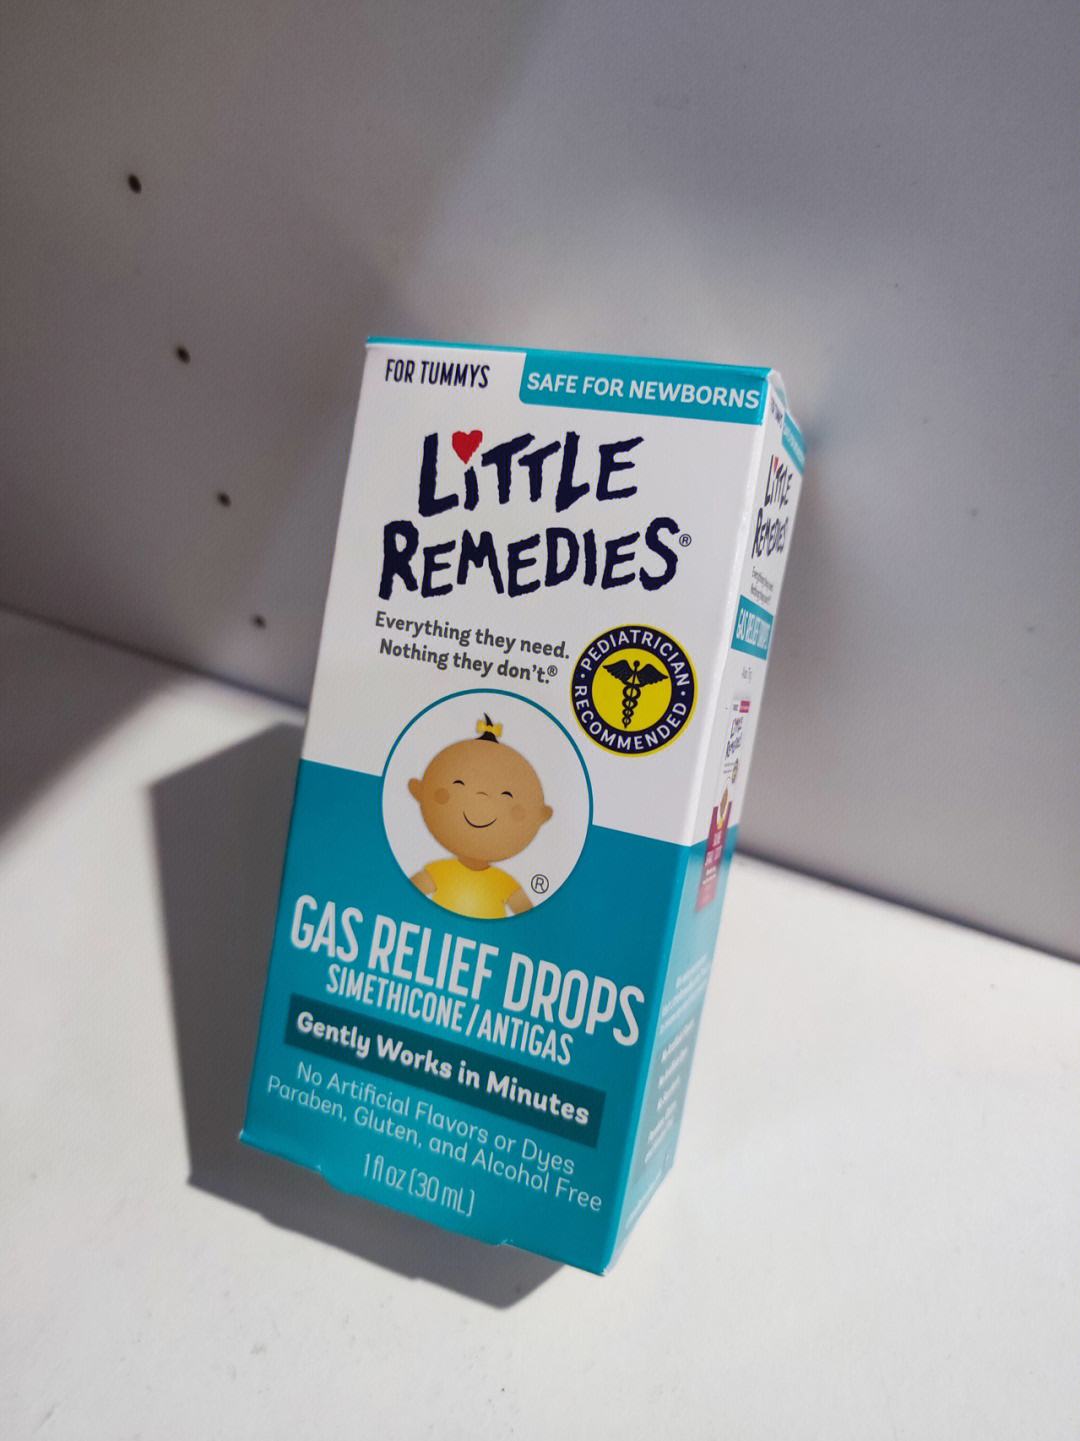 FOR TUMMYS
SAFE FOR NEWBORNS
LiTTLE
REMEDIES®
Everything they need.
Nothing they don't.®
PEDIATRICIAN
RECOMMENDED
®
GAS RELIEF DROPS
SIMETHICONE/ANTIGAS
Gently Works in Minutes
No Artificial Flavors or Dyes
Paraben, Gluten, and Alcohol Free
1 fl oz (30 mL)
FOR TUMMYS
LiTTLE
REMEDIES®
GAS RELIEF DROPS